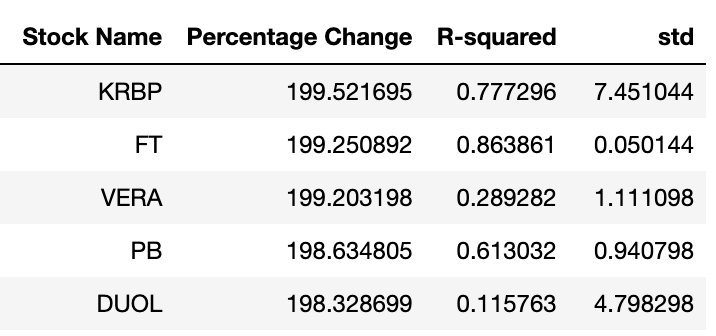 Stock Name Percentage Change R-squared std
KRBP 199.521695 0.777296 7.451044
FT 199.250892 0.863861 0.050144
VERA 199.203198 0.289282 1.111098
PB 198.634805 0.613032 0.940798
DUOL 198.328699 0.115763 4.798298